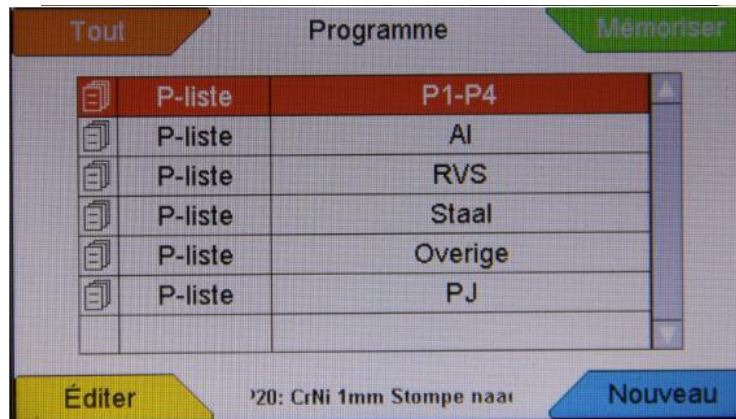 Tout Programme Mémoriser
P-liste P1-P4
P-liste Al
P-liste RVS
P-liste Staal
P-liste Overige
P-liste PJ
Éditer 20: CrNi 1mm Stompe Nouveau